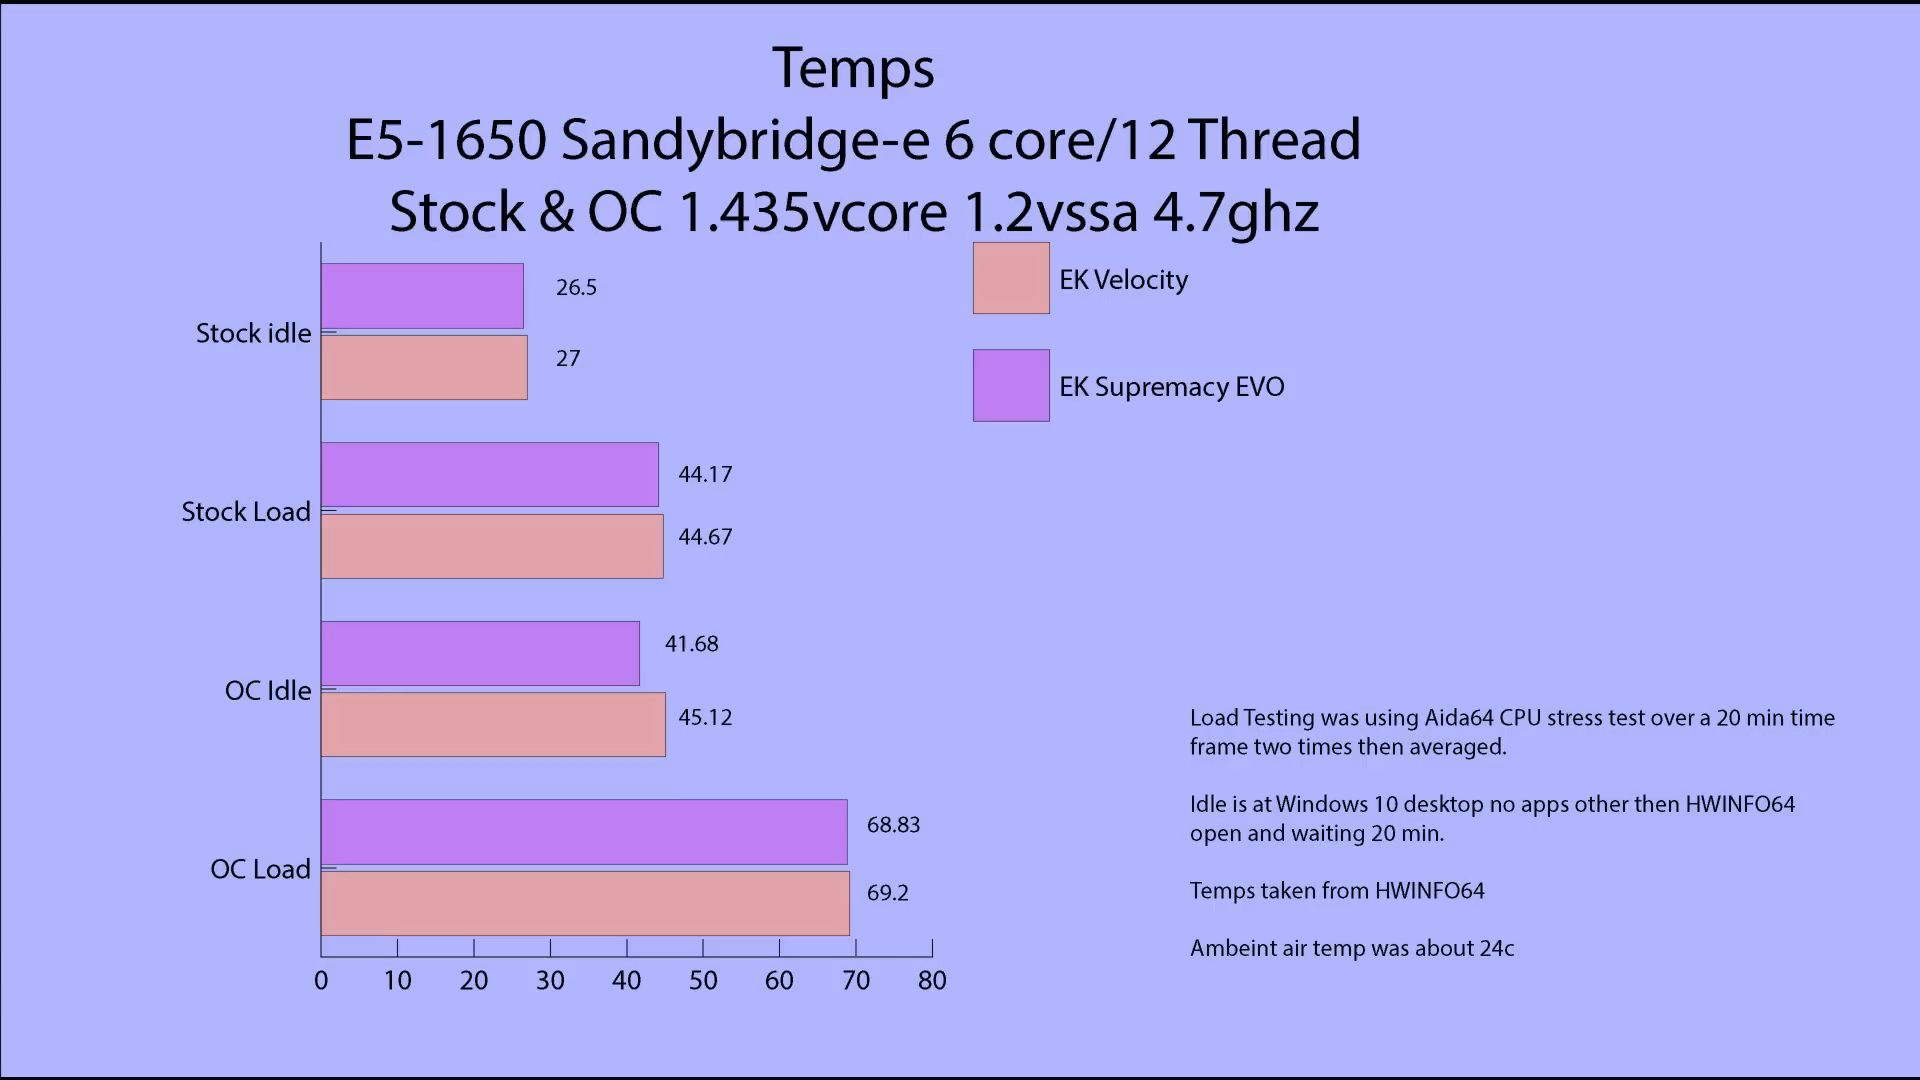 Temps
E5-1650 Sandybridge-e 6 core/12 Thread
Stock & OC 1.435vcore 1.2vssa 4.7ghz
EK Velocity
EK Supremacy EVO
Stock idle
26.5
27
Stock Load
44.17
44.67
OC Idle
41.68
45.12
OC Load
68.83
69.2
0 10 20 30 40 50 60 70 80
Load Testing was using Aida64 CPU stress test over a 20 min time
frame two times then averaged.
Idle is at Windows 10 desktop no apps other then HWINFO64
open and waiting 20 min.
Temps taken from HWINFO64
Ambeint air temp was about 24c